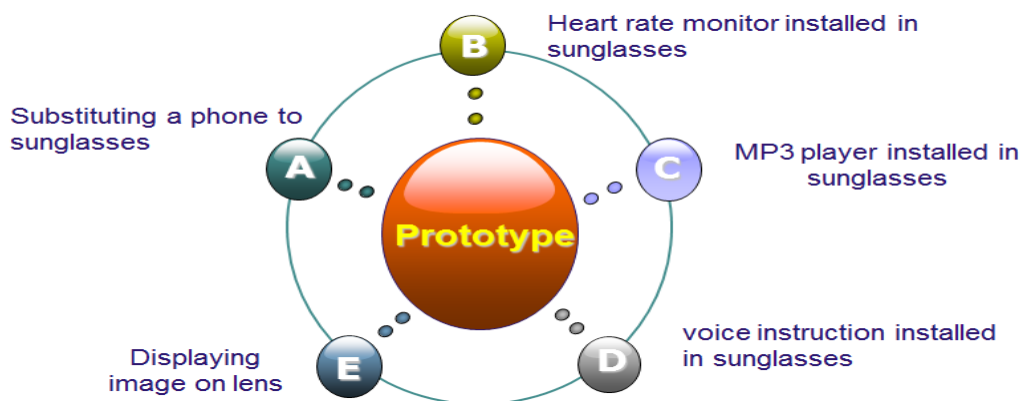 B
Heart rate monitor installed in
sunglasses
Substituting a phone to
sunglasses
A
C
MP3 player installed in
sunglasses
Prototype
voice instruction installed
in sunglasses
D
Displaying
image on lens
E